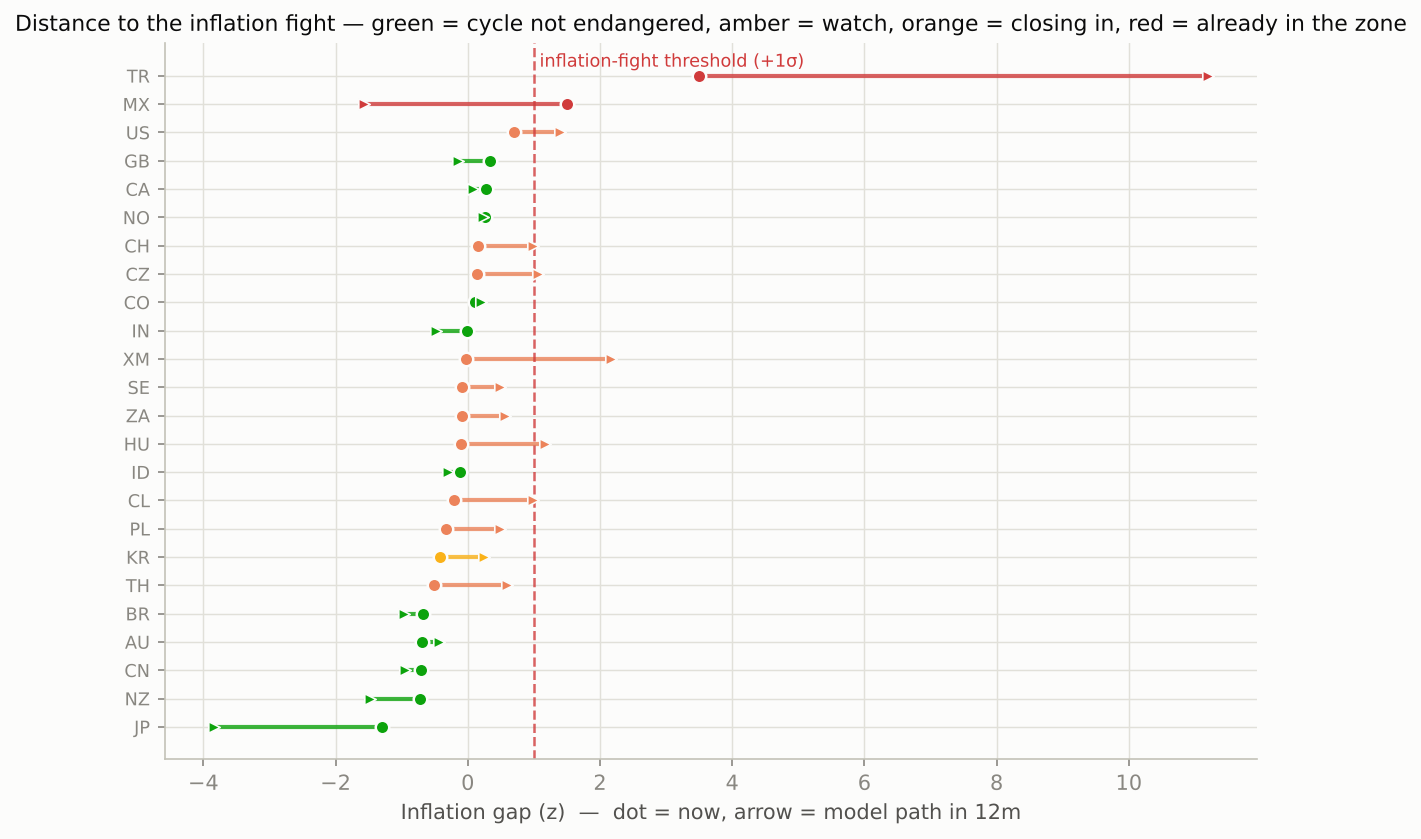 Distance to the inflation fight — green = cycle not endangered, amber = watch, orange = closing in, red = already in the zone
inflation-fight threshold (+1σ)
TR
MX
US
GB
CA
NO
CH
CZ
CO
IN
XM
SE
ZA
HU
ID
CL
PL
KR
TH
BR
AU
CN
NZ
JP
−4 −2 0 2 4 6 8 10
Inflation gap (z) — dot = now, arrow = model path in 12m